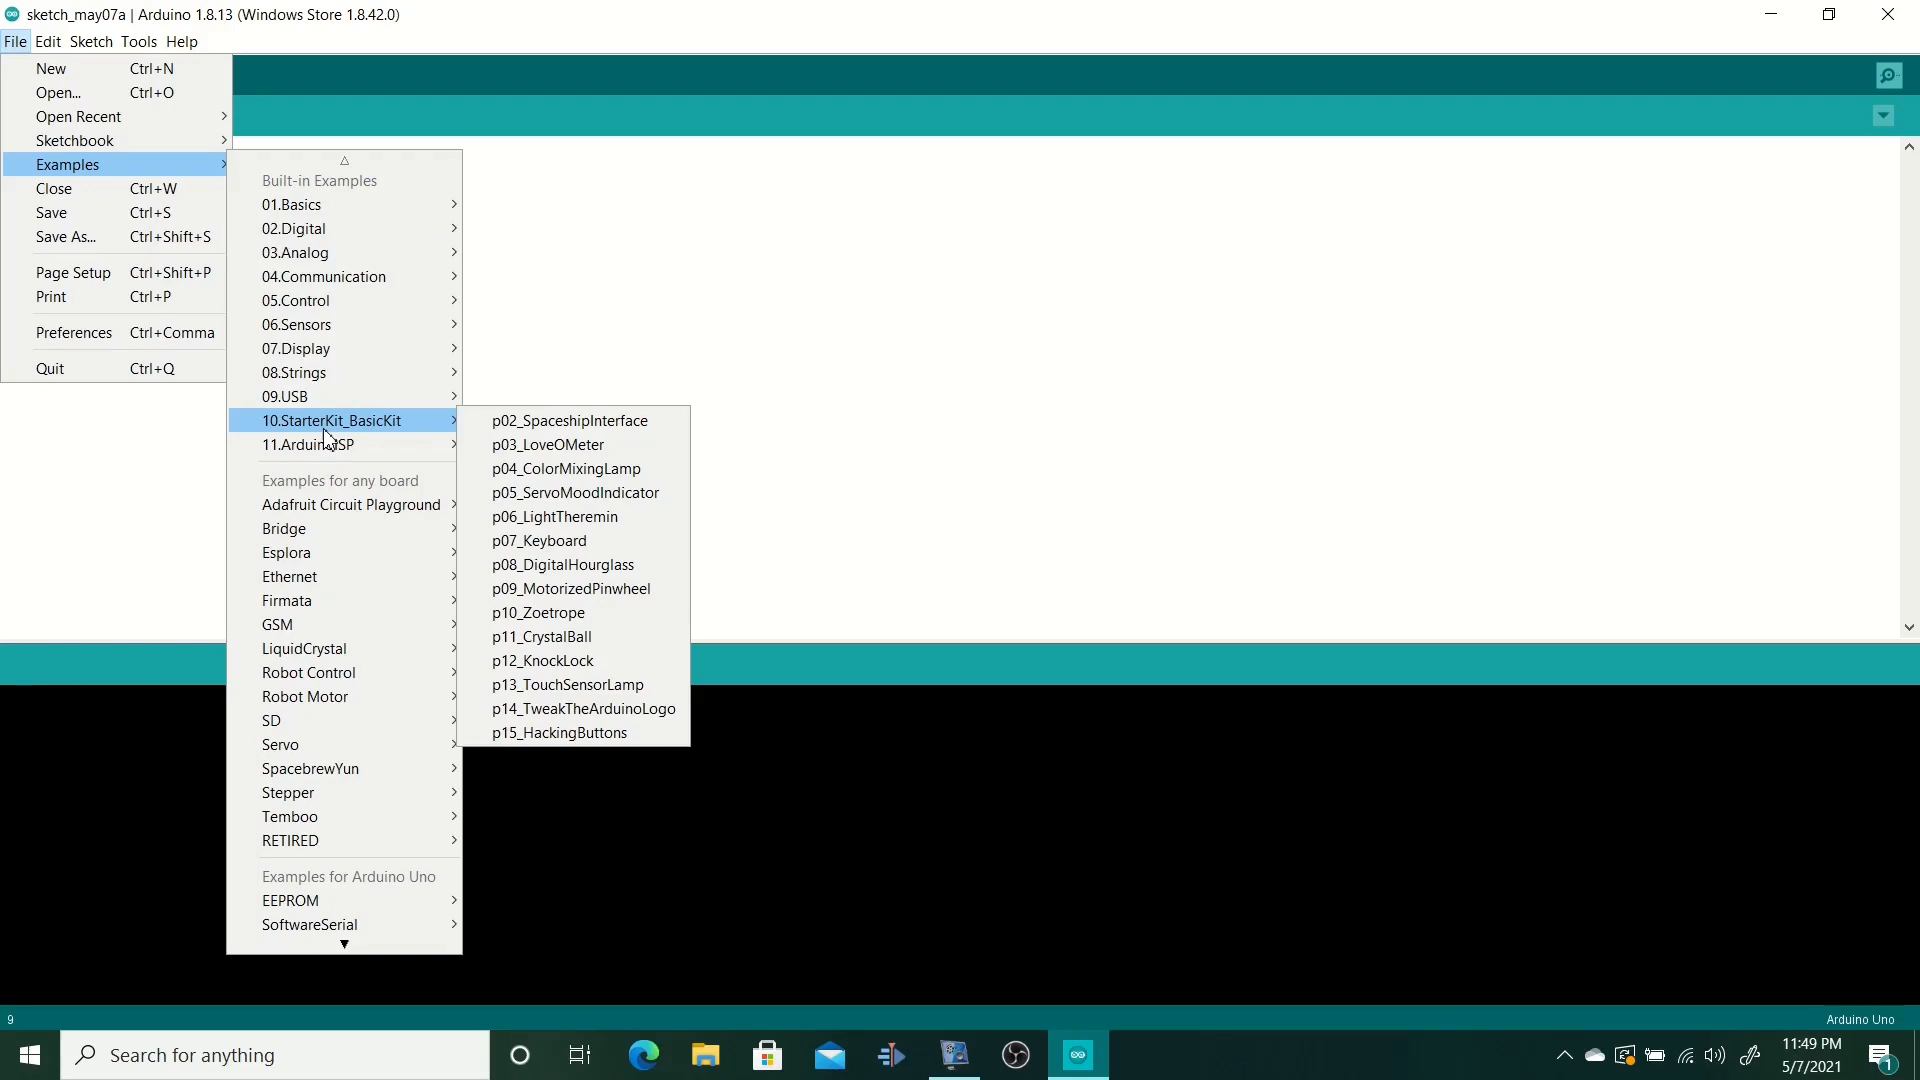 sketch_may07a | Arduino 1.8.13 (Windows Store 1.8.42.0)
File Edit Sketch Tools Help
New Ctrl+N
Open... Ctrl+O
Open Recent
Sketchbook
Examples
Close Ctrl+W
Save Ctrl+S
Save As... Ctrl+Shift+S
Page Setup Ctrl+Shift+P
Print Ctrl+P
Preferences Ctrl+Comma
Quit Ctrl+Q
Built-in Examples
01.Basics
02.Digital
03.Analog
04.Communication
05.Control
06.Sensors
07.Display
08.Strings
09.USB
10.StarterKit_BasicKit
11.ArduinoISP
Examples for any board
Adafruit Circuit Playground
Bridge
Esplora
Ethernet
Firmata
GSM
LiquidCrystal
Robot Control
Robot Motor
SD
Servo
SpacebrewYun
Stepper
Temboo
RETIRED
Examples for Arduino Uno
EEPROM
SoftwareSerial
p02_SpaceshipInterface
p03_LoveOMeter
p04_ColorMixingLamp
p05_ServoMoodIndicator
p06_LightTheremin
p07_Keyboard
p08_DigitalHourglass
p09_MotorizedPinwheel
p10_Zoetrope
p11_CrystalBall
p12_KnockLock
p13_TouchSensorLamp
p14_TweakTheArduinoLogo
p15_HackingButtons
9
Arduino Uno
Search for anything
11:49 PM
5/7/2021
1